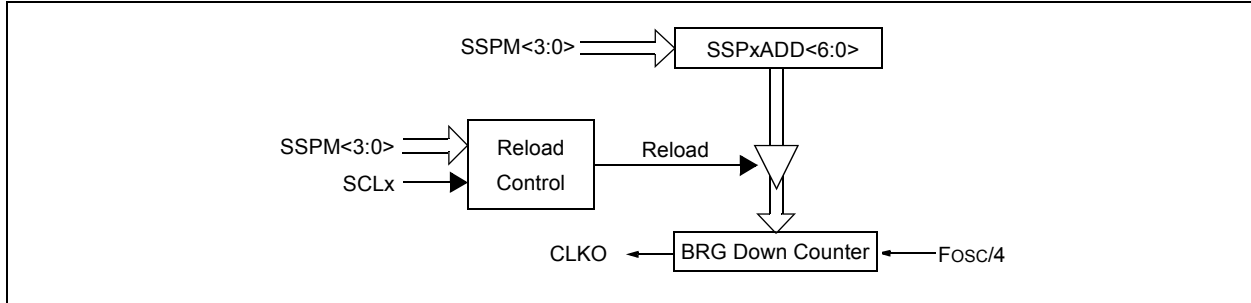 SSPM<3:0>
SSPxADD<6:0>
SSPM<3:0>
SCLx
Reload
Control
Reload
CLKO
BRG Down Counter
FOSC/4